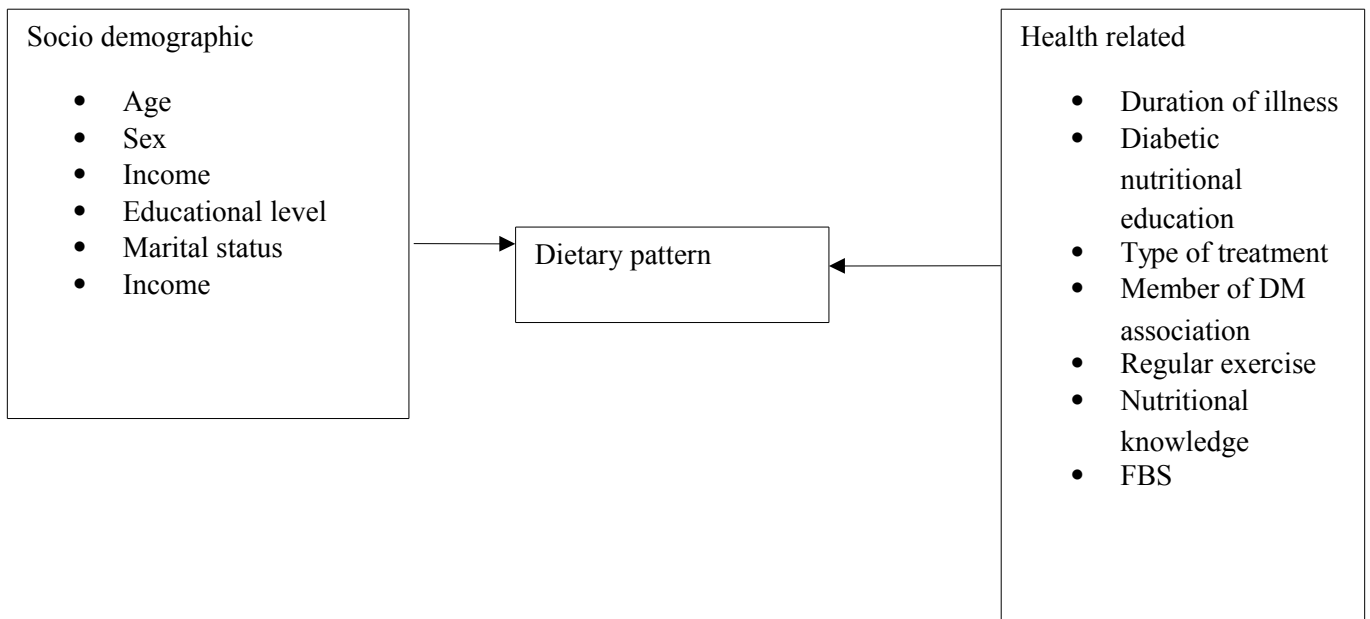 Socio demographic
• Age
• Sex
• Income
• Educational level
• Marital status
• Income
Dietary pattern
Health related
• Duration of illness
• Diabetic
nutritional
education
• Type of treatment
• Member of DM
association
• Regular exercise
• Nutritional
knowledge
• FBS